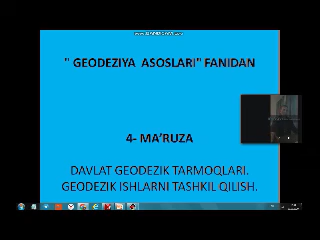 " GEODEZIYA ASOSLARI" FANIDAN
4- MA'RUZA
DAVLAT GEODEZIK TARMOQLARI.
GEODEZIK ISHLARNI TASHKIL QILISH.